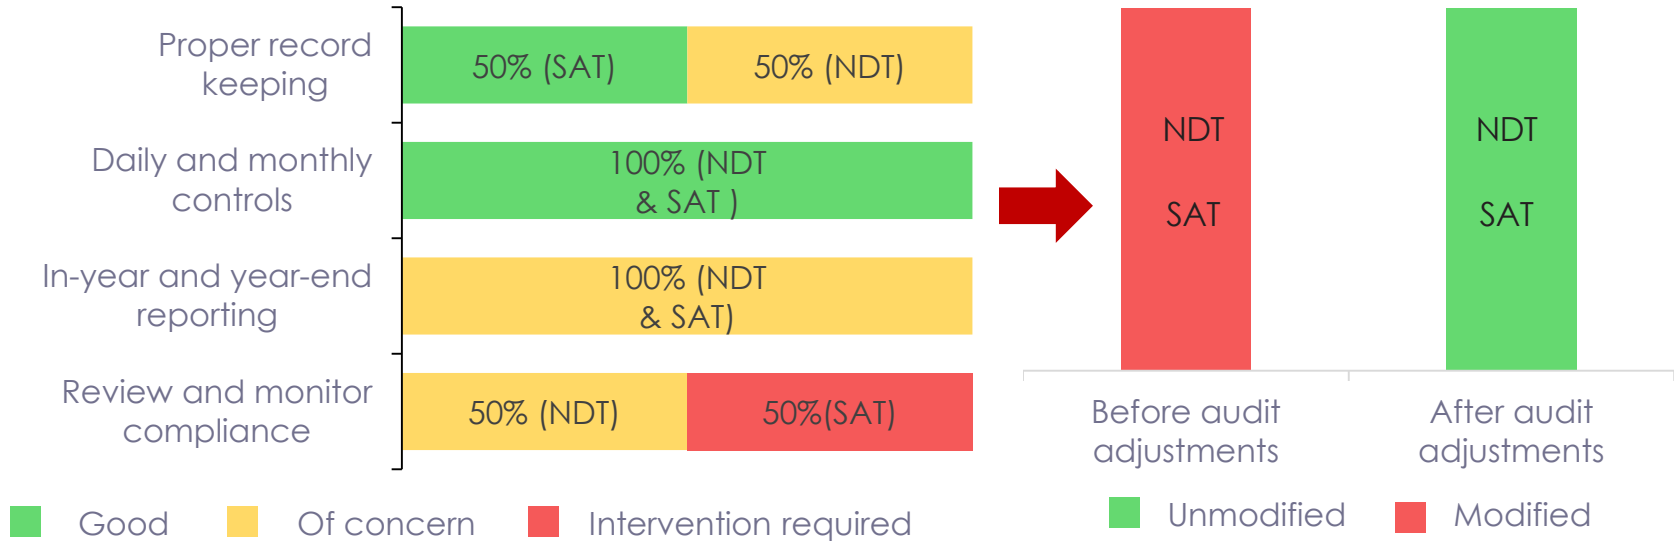 Proper record
keeping
50% (SAT)
50% (NDT)
Daily and monthly
controls
100% (NDT
& SAT )
In-year and year-end
reporting
100% (NDT
& SAT)
Review and monitor
compliance
50% (NDT)
50%(SAT)
Good
Of concern
Intervention required
NDT
SAT
NDT
SAT
Before audit
adjustments
After audit
adjustments
Unmodified
Modified